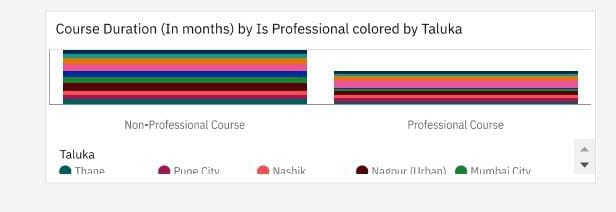 Course Duration (In months) by Is Professional colored by Taluka
Non-Professional Course Professional Course
Taluka
Thane Pune City Nashik Nagpur (Urban) Mumbai City